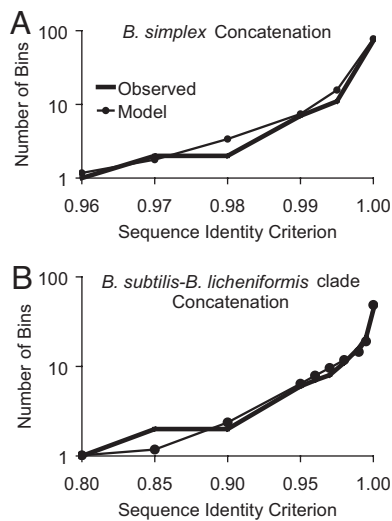 A
B. simplex Concatenation
Number of Bins
100
10
1
Observed
Model
0.96 0.97 0.98 0.99 1.00
Sequence Identity Criterion
B
B. subtilis-B. licheniformis clade
Concatenation
Number of Bins
100
10
1
0.80 0.85 0.90 0.95 1.00
Sequence Identity Criterion